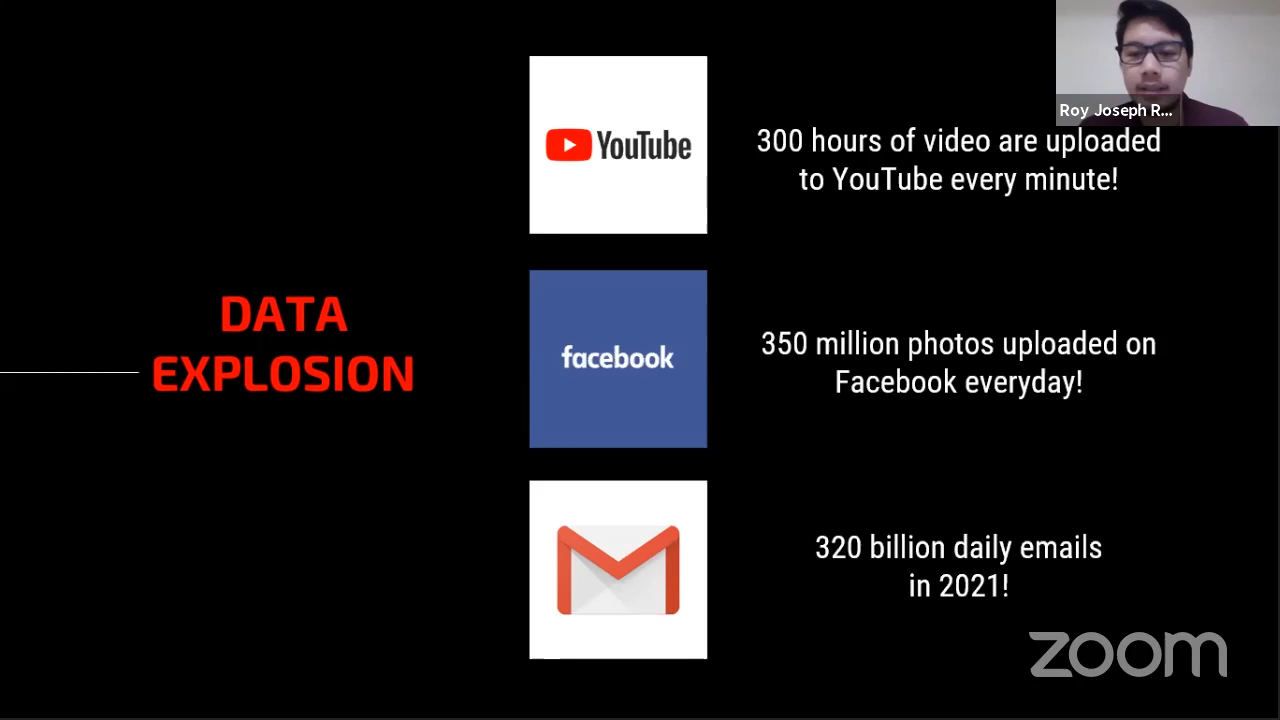 DATA
EXPLOSION
YouTube
300 hours of video are uploaded
to YouTube every minute!
facebook
350 million photos uploaded on
Facebook everyday!
320 billion daily emails
in 2021!
Roy Joseph R...
zoom